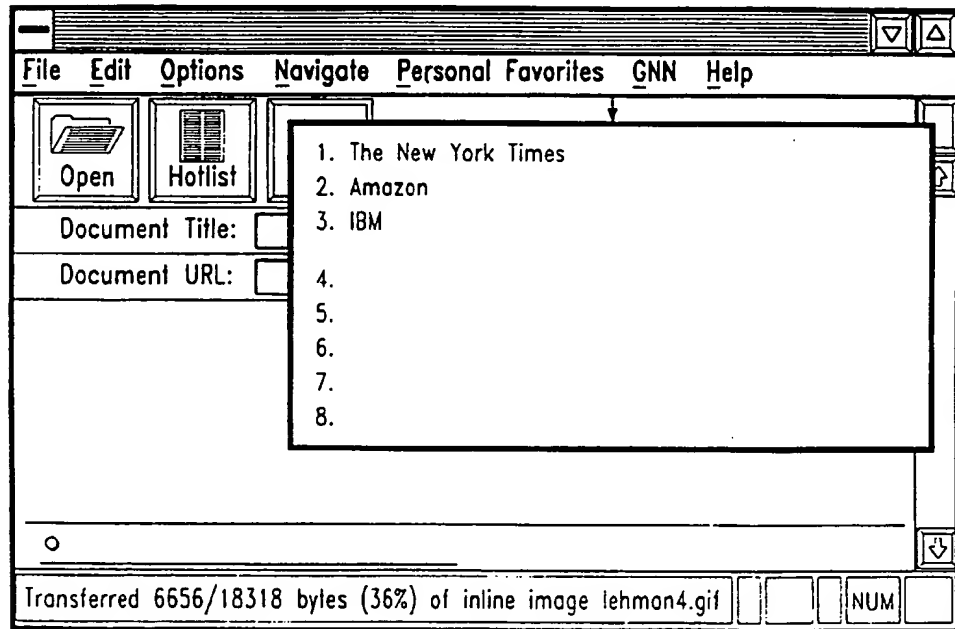 File Edit Options Navigate Personal Favorites GNN Help
Open Hotlist
1. The New York Times
2. Amazon
3. IBM
4.
5.
6.
7.
8.
Document Title:
Document URL:
Transferred 6656/18318 bytes (36%) of inline image lehman4.gif NUM